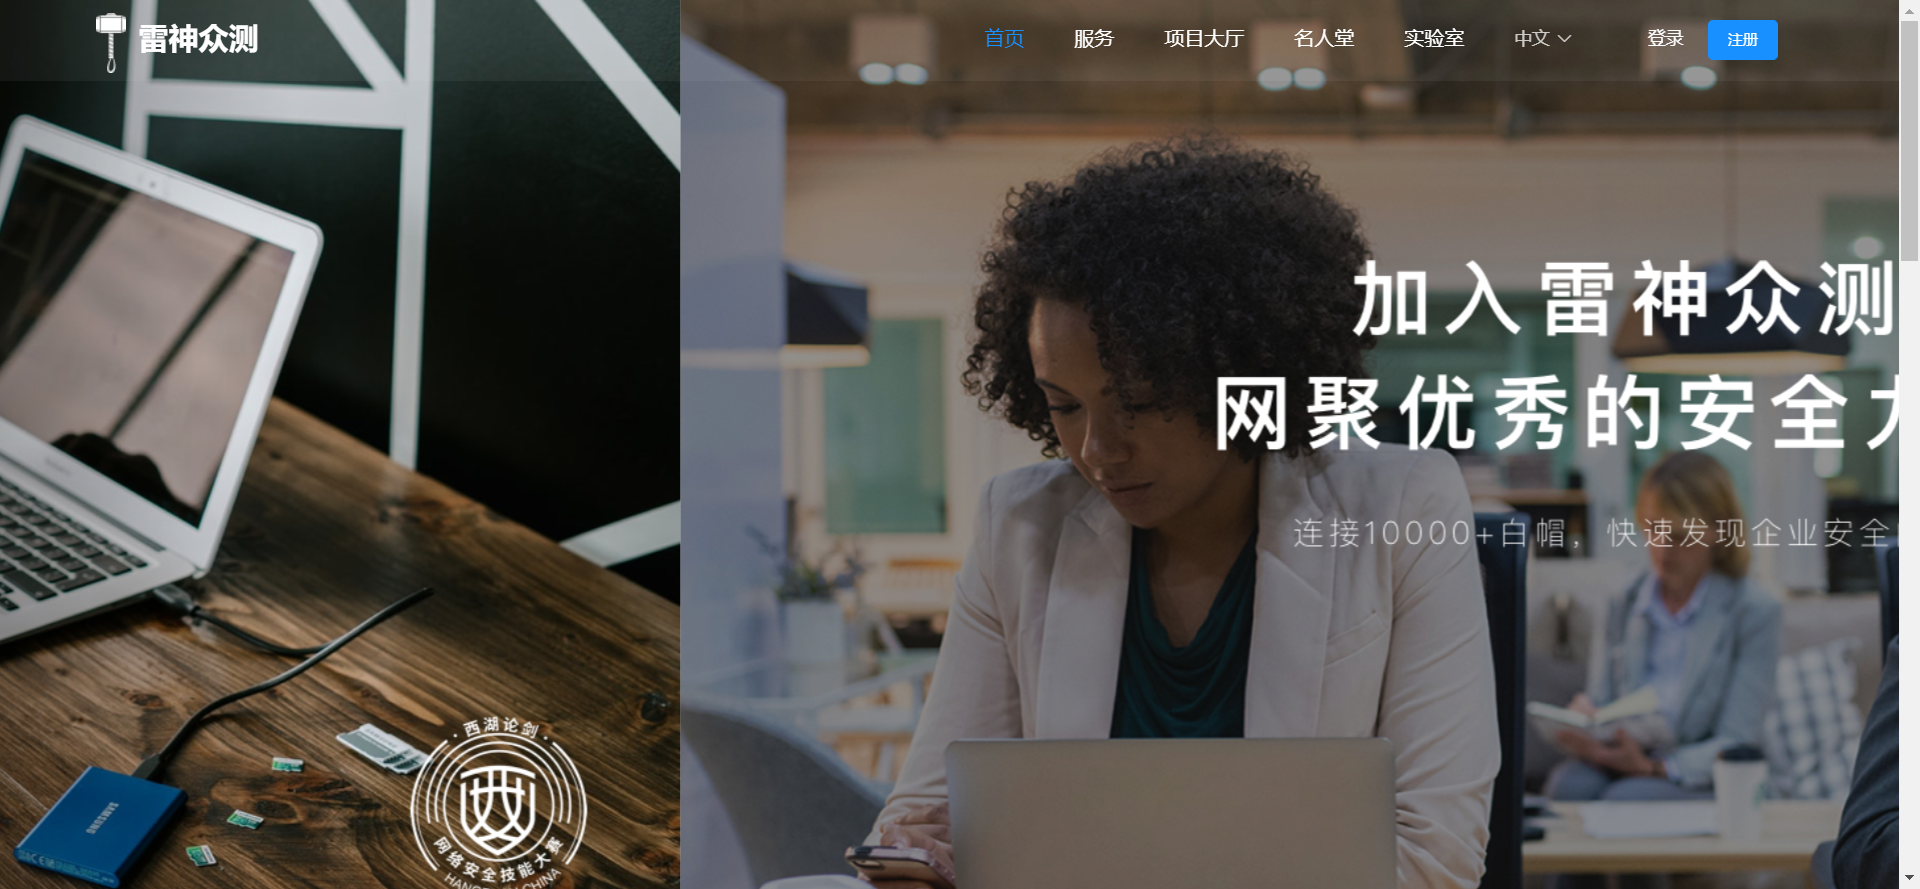 雷神众测
首页
服务
项目大厅
名人堂
实验室
中文
登录
注册
加入雷神众测
网聚优秀的安全
连接10000+白帽，快速发现企业安全
SAMSUNG
·西湖论剑·
网络安全技能大赛